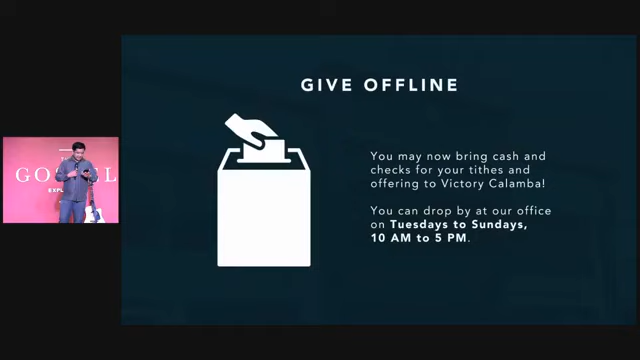 GIVE OFFLINE
You may now bring cash and
checks for your tithes and
offering to Victory Calamba!
You can drop by at our office
on Tuesdays to Sundays,
10 AM to 5 PM.